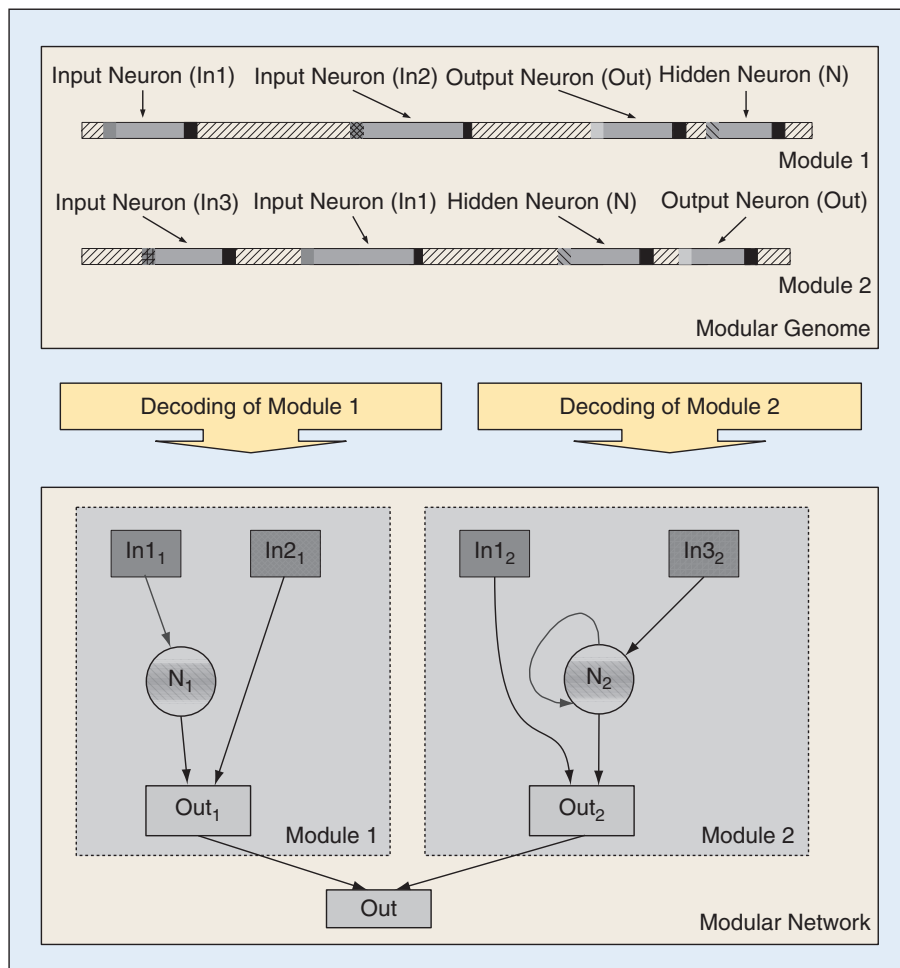 Input Neuron (In1) Input Neuron (In2) Output Neuron (Out) Hidden Neuron (N)
Module 1
Input Neuron (In3) Input Neuron (In1) Hidden Neuron (N) Output Neuron (Out)
Module 2
Modular Genome
Decoding of Module 1 Decoding of Module 2
In1₁ In2₁ In1₂ In3₂
N₁ N₂
Out₁ Out₂
Module 1 Module 2
Out
Modular Network